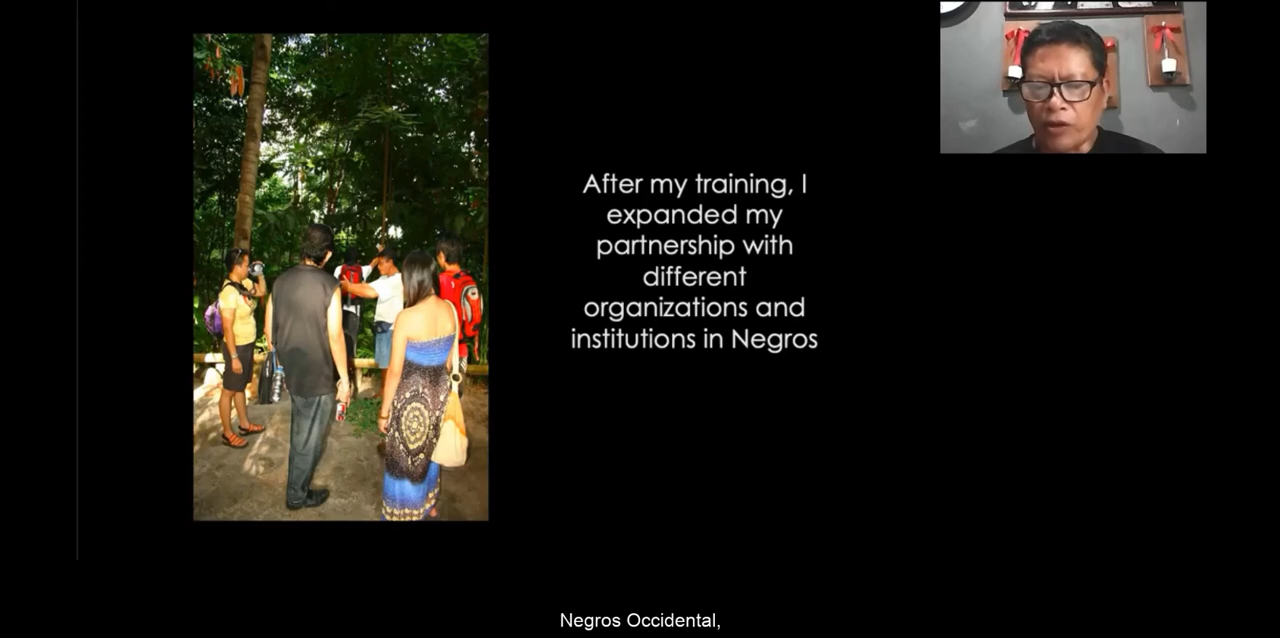 After my training, I
expanded my
partnership with
different
organizations and
institutions in Negros
Negros Occidental,